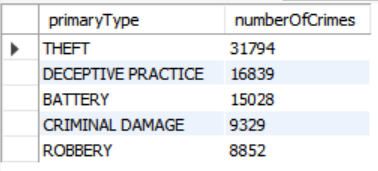 primaryType numberOfCrimes
THEFT 31794
DECEPTIVE PRACTICE 16839
BATTERY 15028
CRIMINAL DAMAGE 9329
ROBBERY 8852